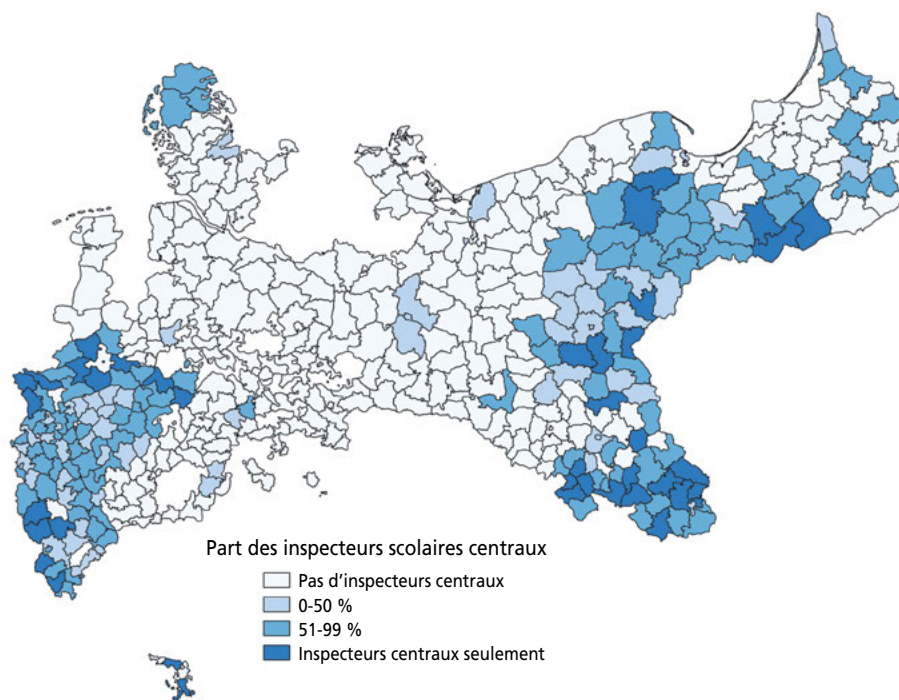 Part des inspecteurs scolaires centraux
Pas d'inspecteurs centraux
0-50 %
51-99 %
Inspecteurs centraux seulement